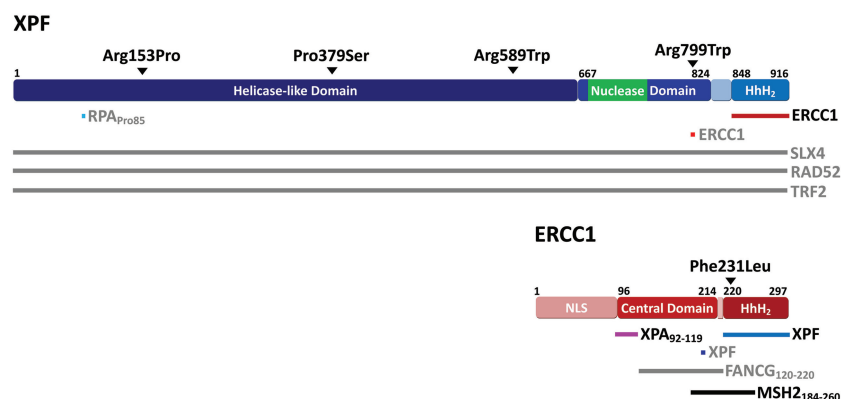 XPF
Arg153Pro Pro379Ser Arg589Trp Arg799Trp
1 667 824 848 916
Helicase-like Domain Nuclease Domain HhH2
RPAPro85 ERCC1
ERCC1
SLX4
RAD52
TRF2
ERCC1
Phe231Leu
1 96 214 220 297
NLS Central Domain HhH2
XPA92-119 XPF
XPF
FANCG120-220
MSH2184-260